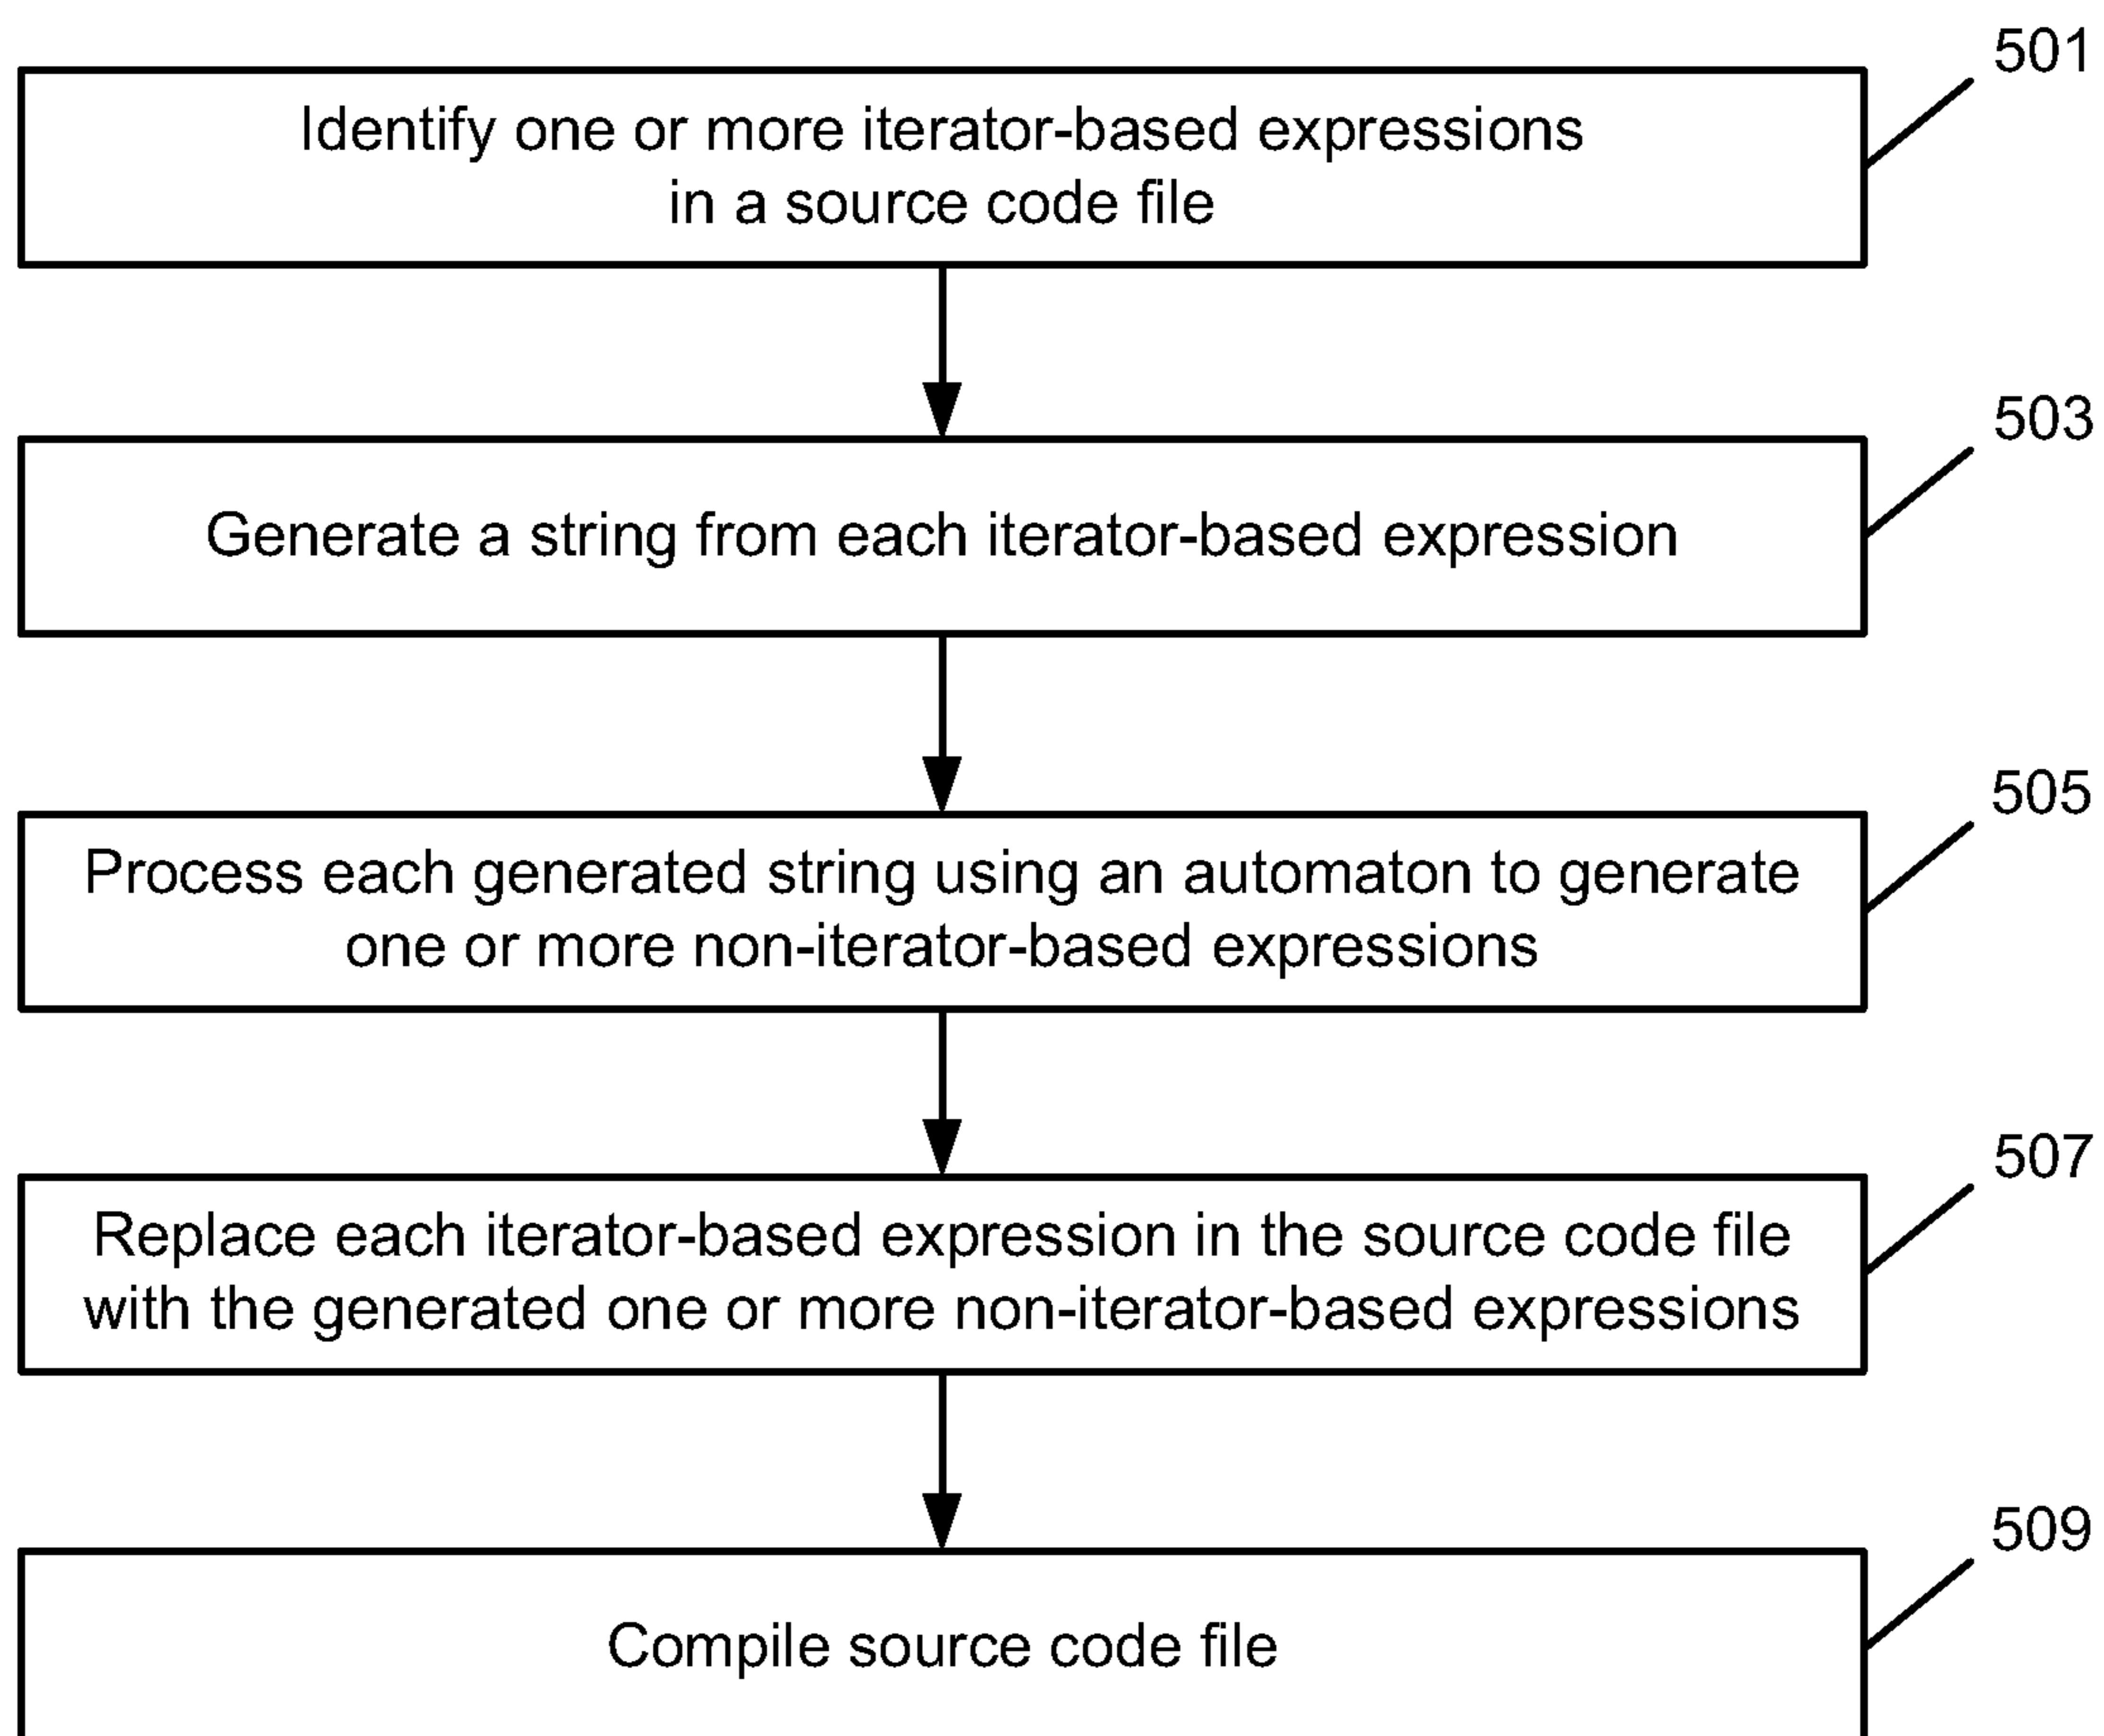 501
Identify one or more iterator-based expressions
in a source code file
503
Generate a string from each iterator-based expression
505
Process each generated string using an automaton to generate
one or more non-iterator-based expressions
507
Replace each iterator-based expression in the source code file
with the generated one or more non-iterator-based expressions
509
Compile source code file